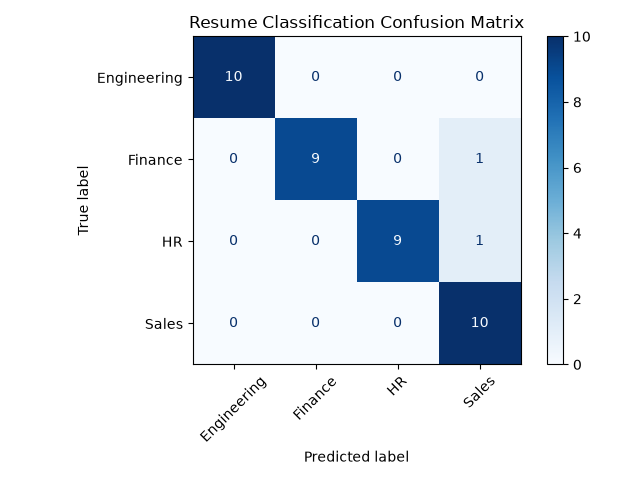 Resume Classification Confusion Matrix
Engineering 10 0 0 0
Finance 0 9 0 1
HR 0 0 9 1
Sales 0 0 0 10
True label
Engineering Finance HR Sales
Predicted label
10
8
6
4
2
0